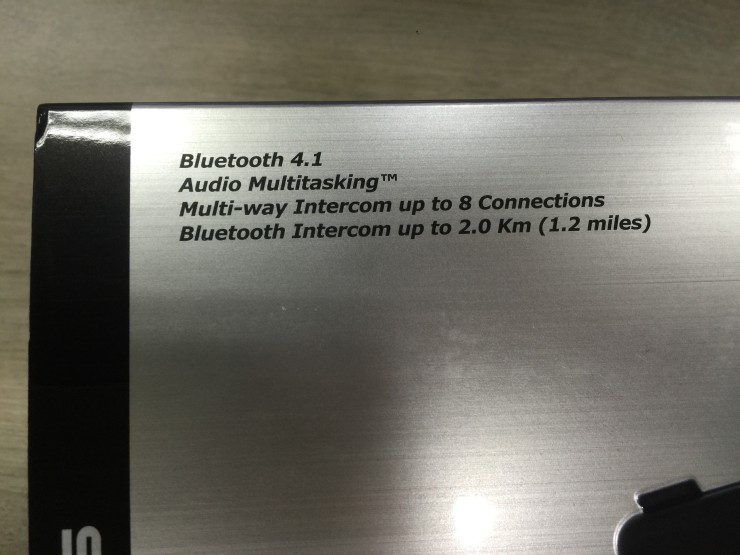 Bluetooth 4.1
Audio Multitasking™
Multi-way Intercom up to 8 Connections
Bluetooth Intercom up to 2.0 Km (1.2 miles)